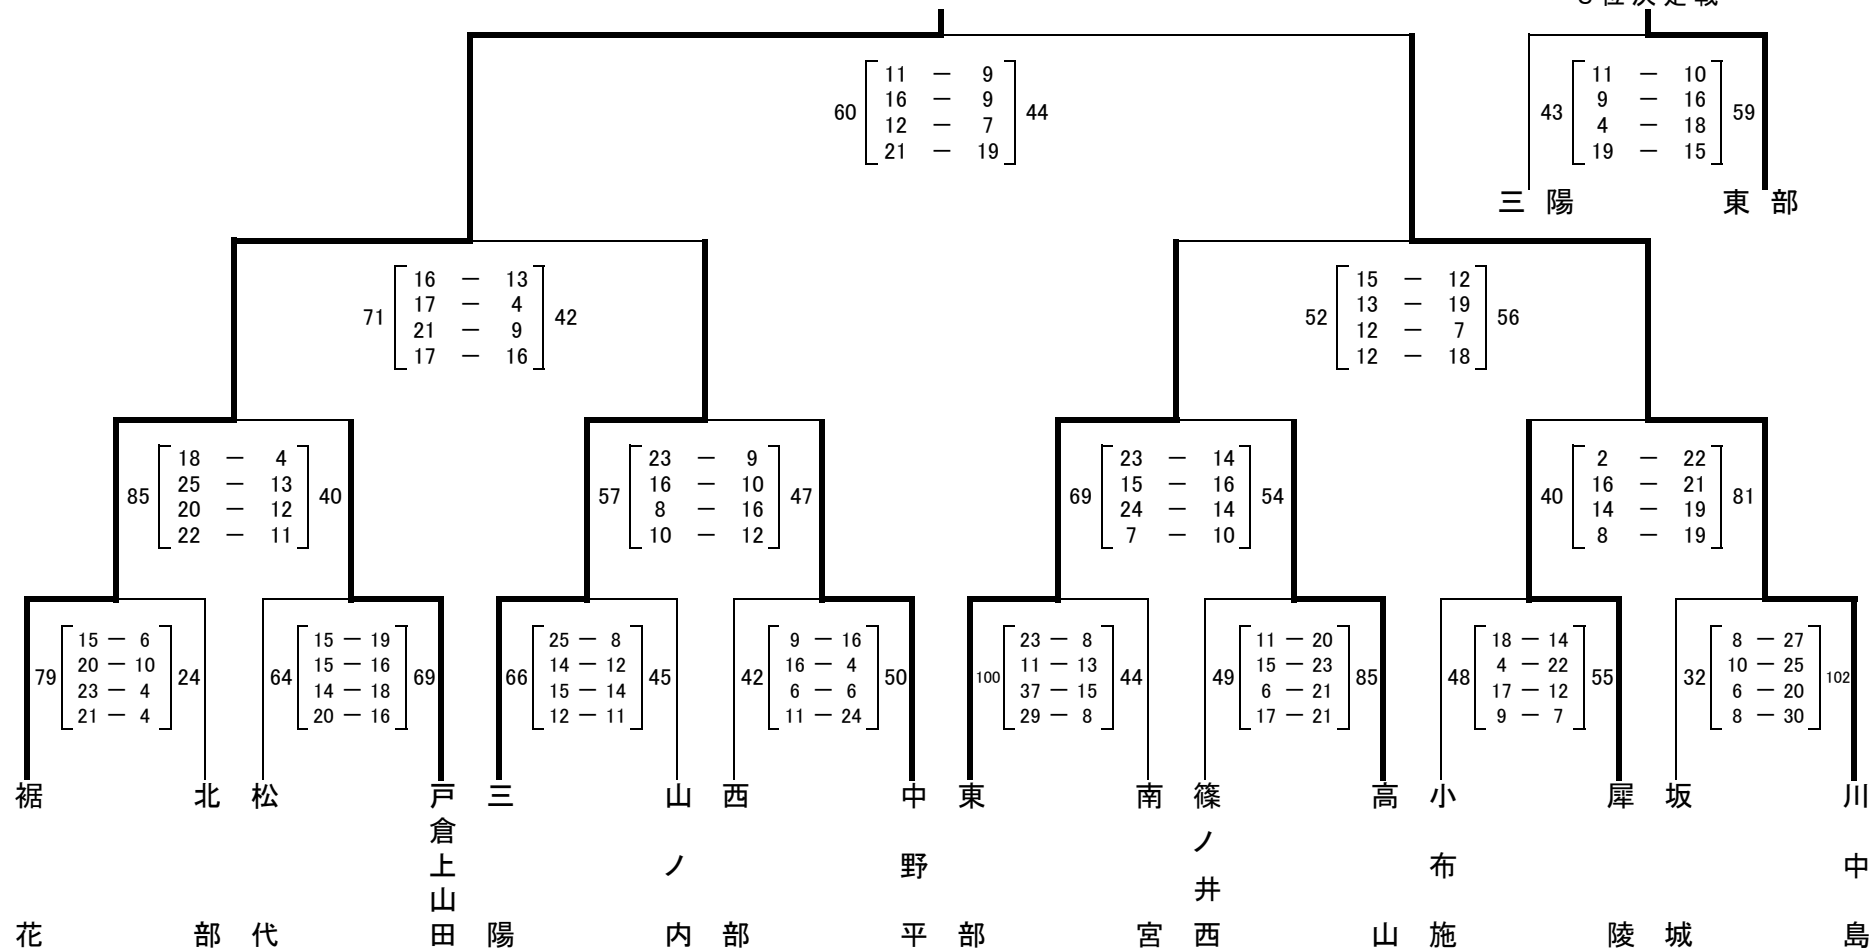 3位決定戦
11 － 9
16 － 9
12 － 7
21 － 19
60
44
11 － 10
9 － 16
4 － 18
19 － 15
43
59
三陽
東部
16 － 13
17 － 4
21 － 9
17 － 16
71
42
15 － 12
13 － 19
12 － 7
12 － 18
52
56
18 － 4
25 － 13
20 － 12
22 － 11
85
40
23 － 9
16 － 10
8 － 16
10 － 12
57
47
23 － 14
15 － 16
24 － 14
7 － 10
69
54
2 － 22
16 － 21
14 － 19
8 － 19
40
81
15 － 6
20 － 10
23 － 4
21 － 4
79
24
15 － 19
15 － 16
14 － 18
20 － 16
64
69
25 － 8
14 － 12
15 － 14
12 － 11
66
45
9 － 16
16 － 4
6 － 6
11 － 24
42
50
23 － 8
11 － 13
37 － 15
29 － 8
100
44
11 － 20
15 － 23
6 － 21
17 － 21
49
85
18 － 14
4 － 22
17 － 12
9 － 7
48
55
8 － 27
10 － 25
6 － 20
8 － 30
32
102
裾花
北部
松代
戸倉上山田
三陽
山ノ内
西部
中野平
東部
南宮
篠ノ井西
高山
小布施
犀陵
坂城
川中島